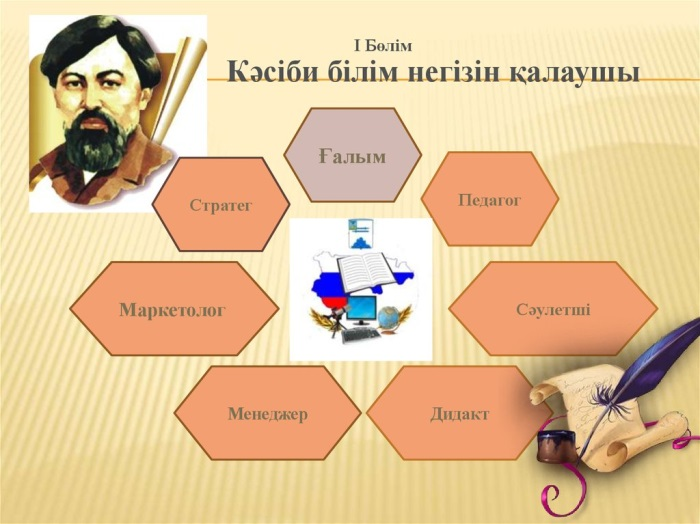 І Бөлім
Кәсіби білім негізін қалаушы
Ғалым
Стратег
Педагог
Маркетолог
Сәулетші
Менеджер
Дидакт